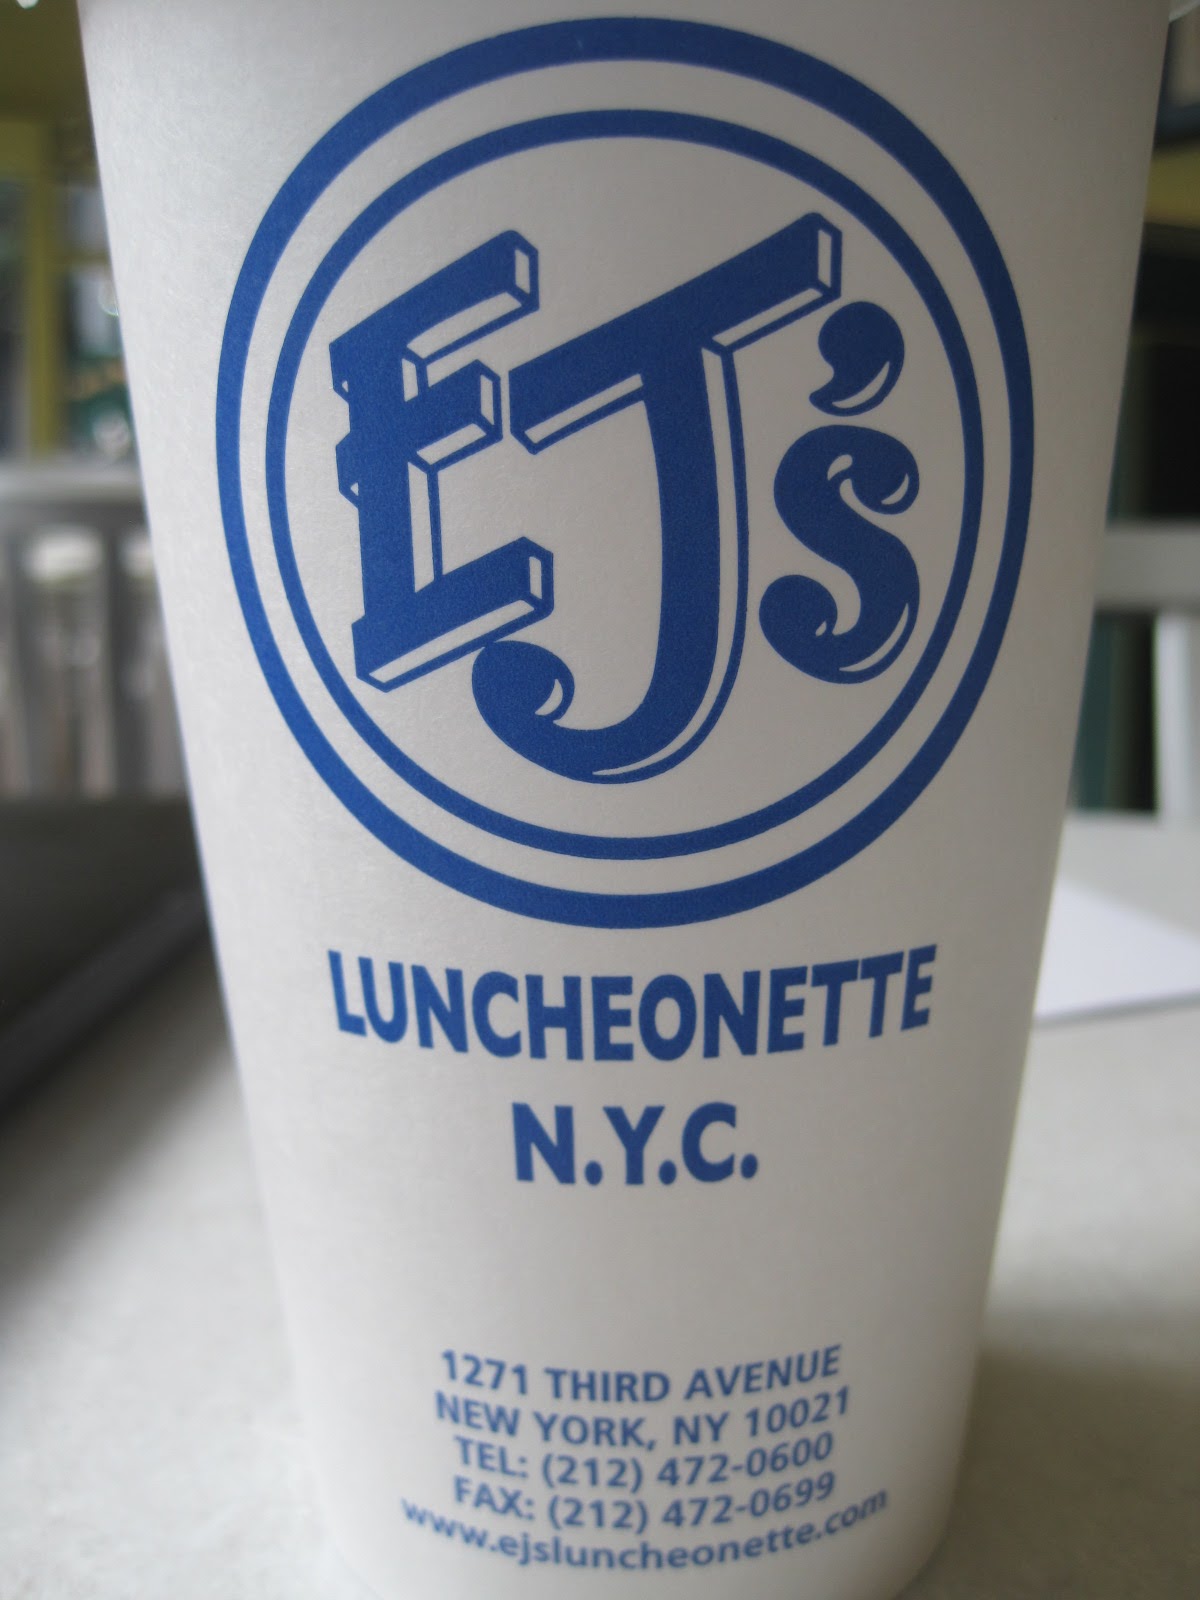 EJ's
LUNCHEONETTE
N.Y.C.
1271 THIRD AVENUE
NEW YORK, NY 10021
TEL: (212) 472-0600
FAX: (212) 472-0699
www.ejsluncheonette.com